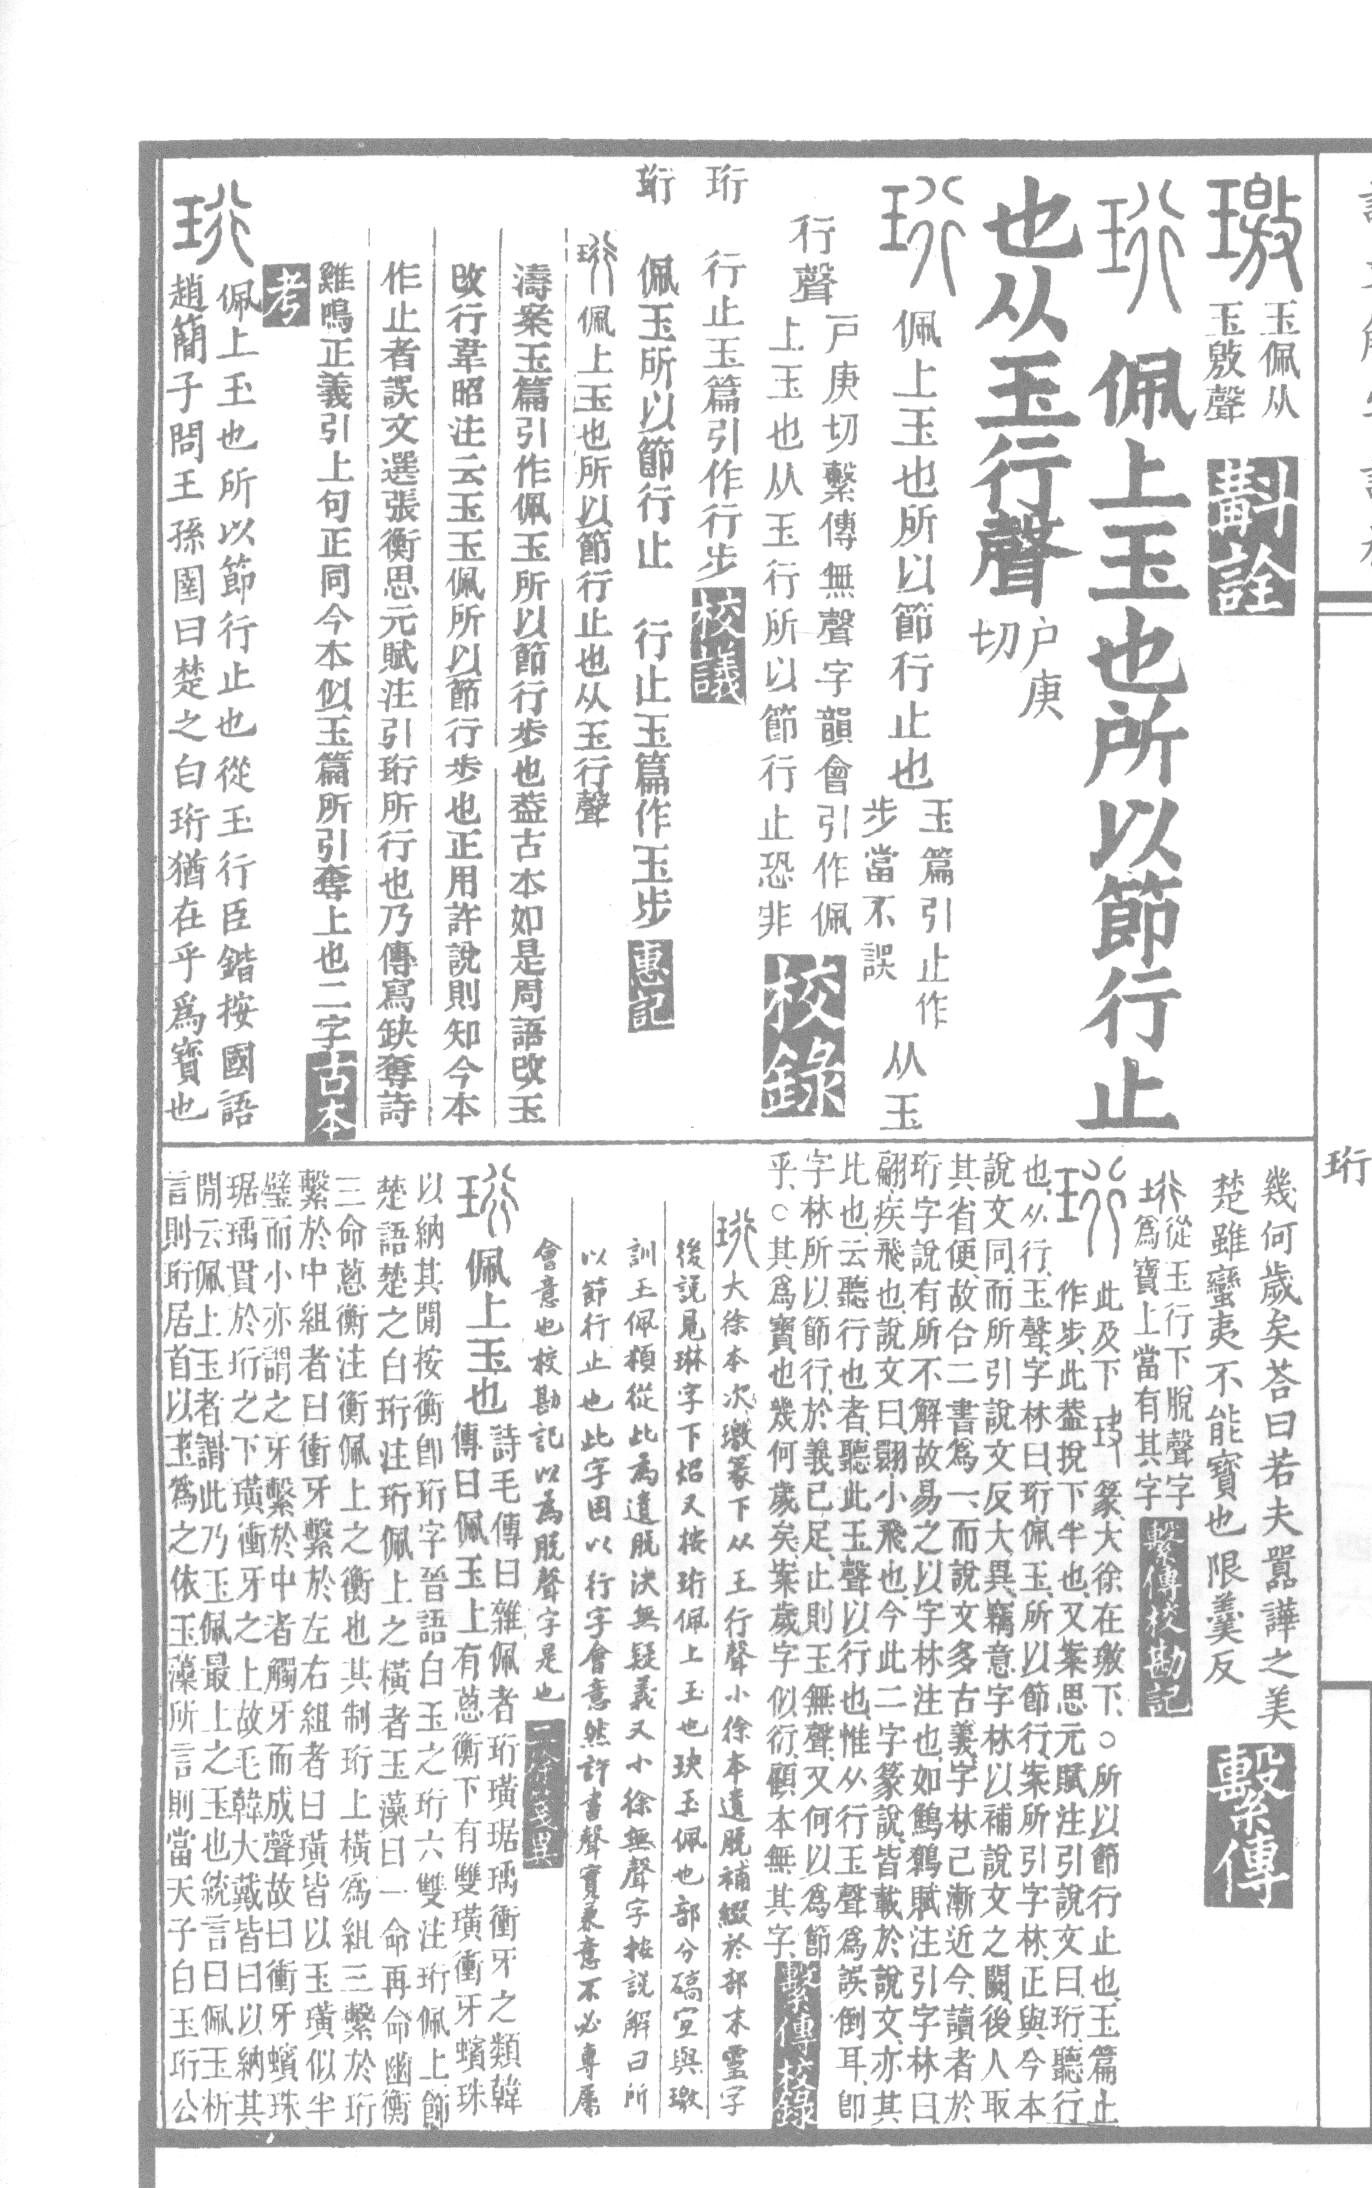 璬
玉佩从
玉敫聲
斠詮
珩 佩上玉也所以節行止
也从玉行聲
户庚
切
珩
佩上玉也所以節行止也
玉篇引止作
步當不誤
从玉
行聲
戸庚切繫傳無聲字韻會引作佩
上玉也从玉行所以節行止恐非
校錄
珩 行止玉篇引作行步
校議
珩 佩玉所以節行止 行止玉篇作玉步
惠記
珩佩上玉也所以節行止也从玉行聲
濤案玉篇引作佩玉所以節行步也葢古本如是周語改玉
改行韋昭注云玉玉佩所以節行步也正用許說則知今本
作止者誤文選張衡思元賦注引珩所行也乃傳寫缺奪詩
雞鳴正義引上句正同今本似玉篇所引奪上也二字
古本
考
珩
佩上玉也所以節行止也從玉行臣鍇按國語
趙簡子問王孫圉曰楚之白珩猶在乎為寶也
幾何歲矣荅曰若夫嚻譁之美
楚雖蠻夷不能寶也限羹反
繫傳
珩從玉行下脫聲字
為寶上當有其字
繫傳校勘記
珩
此及下玦篆大徐在璬下○所以節行止也玉篇止
作步此葢挩下半也又案思元賦注引說文曰珩聽行
也从行玉聲字林曰珩佩玉所以節行案所引字林正與今本
說文同而所引說文反大異竊意字林以補說文之闕後人取
其省便故合二書為一而說文多古義字林己漸近今讀者於
珩字說有所不解故易之以字林注也如鷦鷯賦注引字林曰
翩疾飛也說文曰翾小飛也今此二字篆說皆載於說文亦其
比也云聽行也者聽此玉聲以行也惟从行玉聲為誤倒耳即
字林所以節行於義已足止則玉無聲又何以為節
乎○其為寶也幾何歲矣案歲字似衍顧本無其字
繫傳校錄
珩大徐本次璬篆下从王行聲小徐本遺脫補綴於部末靈字
後說見琳字下炤又按珩佩上玉也玦玉佩也部分碻宜與璬
訓王佩類從此為遺脫決無疑義又小徐無聲字按説解曰所
以節行止也此字因以行字會意然許書聲實兼意不必專屬
會意也校勘記以為脫聲字是也
二徐箋異
珩
佩上玉也
詩毛傳曰雜佩者珩璜琚瑀衝牙之類韓
傳曰佩玉上有蔥衡下有雙璜衝牙蠙珠
以納其閒按衡卽珩字晉語白玉之珩六雙注珩佩上飾
楚語楚之白珩注珩佩上之橫者玉藻曰一命再命幽衡
三命蔥衡注衡佩上之衡也其制珩上橫為組三繫於珩
繫於中組者曰衝牙繫於左右組者曰璜皆以玉璜似半
璧而小亦謂之牙繫於中者觸牙而成聲故曰衝牙蠙珠
琚瑀貫於珩之下璜衝牙之上故毛韓大戴皆曰以納其
閒云佩上玉者謂此乃玉佩最上之玉也統言曰佩玉析
言則珩居首以玉為之依玉藻所言則當天子白玉珩公
珩